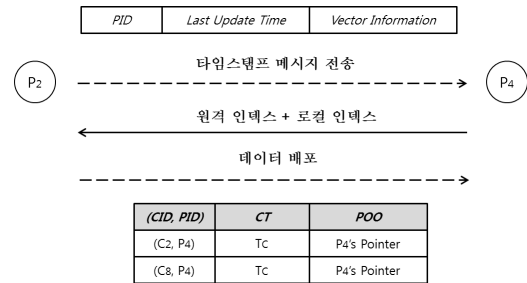 PID Last Update Time Vector Information
타임스탬프 메시지 전송
P2 P4
원격 인덱스 + 로컬 인덱스
데이터 배포
(CID, PID) CT POO
(C2, P4) Tc P4's Pointer
(C8, P4) Tc P4's Pointer